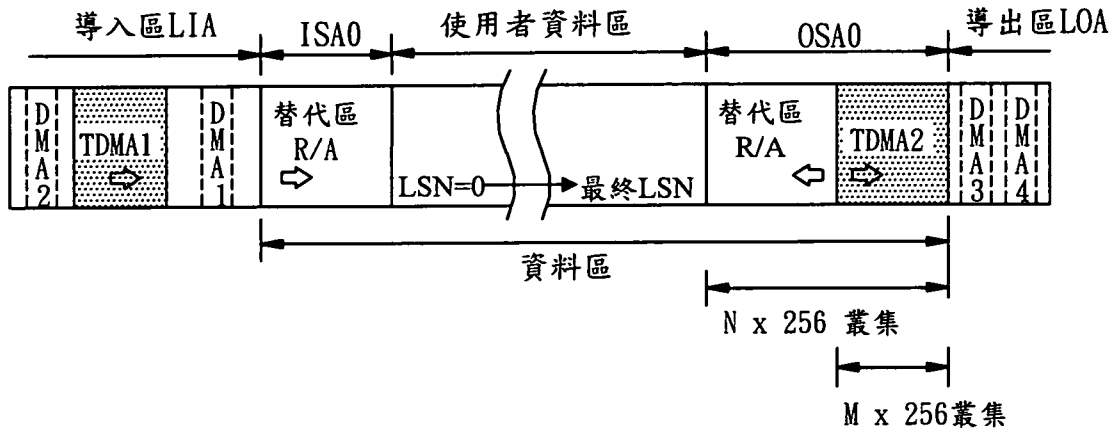 導入區LIA
ISA0
使用者資料區
OSA0
導出區LOA
DMA2
TDMA1
DMA1
替代區
R/A
LSN=0
最終LSN
替代區
R/A
TDMA2
DMA3
DMA4
資料區
N x 256 叢集
M x 256叢集